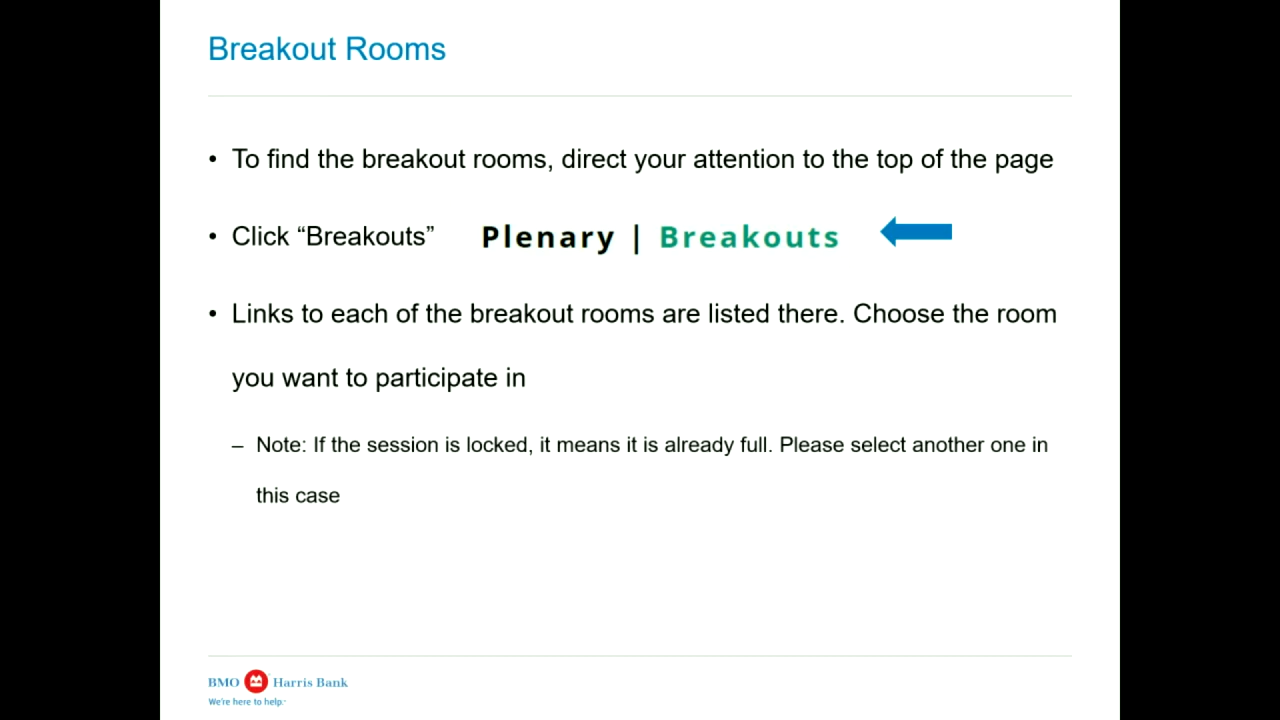 Breakout Rooms
• To find the breakout rooms, direct your attention to the top of the page
• Click “Breakouts” Plenary | Breakouts
• Links to each of the breakout rooms are listed there. Choose the room
you want to participate in
– Note: If the session is locked, it means it is already full. Please select another one in
this case
BMO Harris Bank
We're here to help.